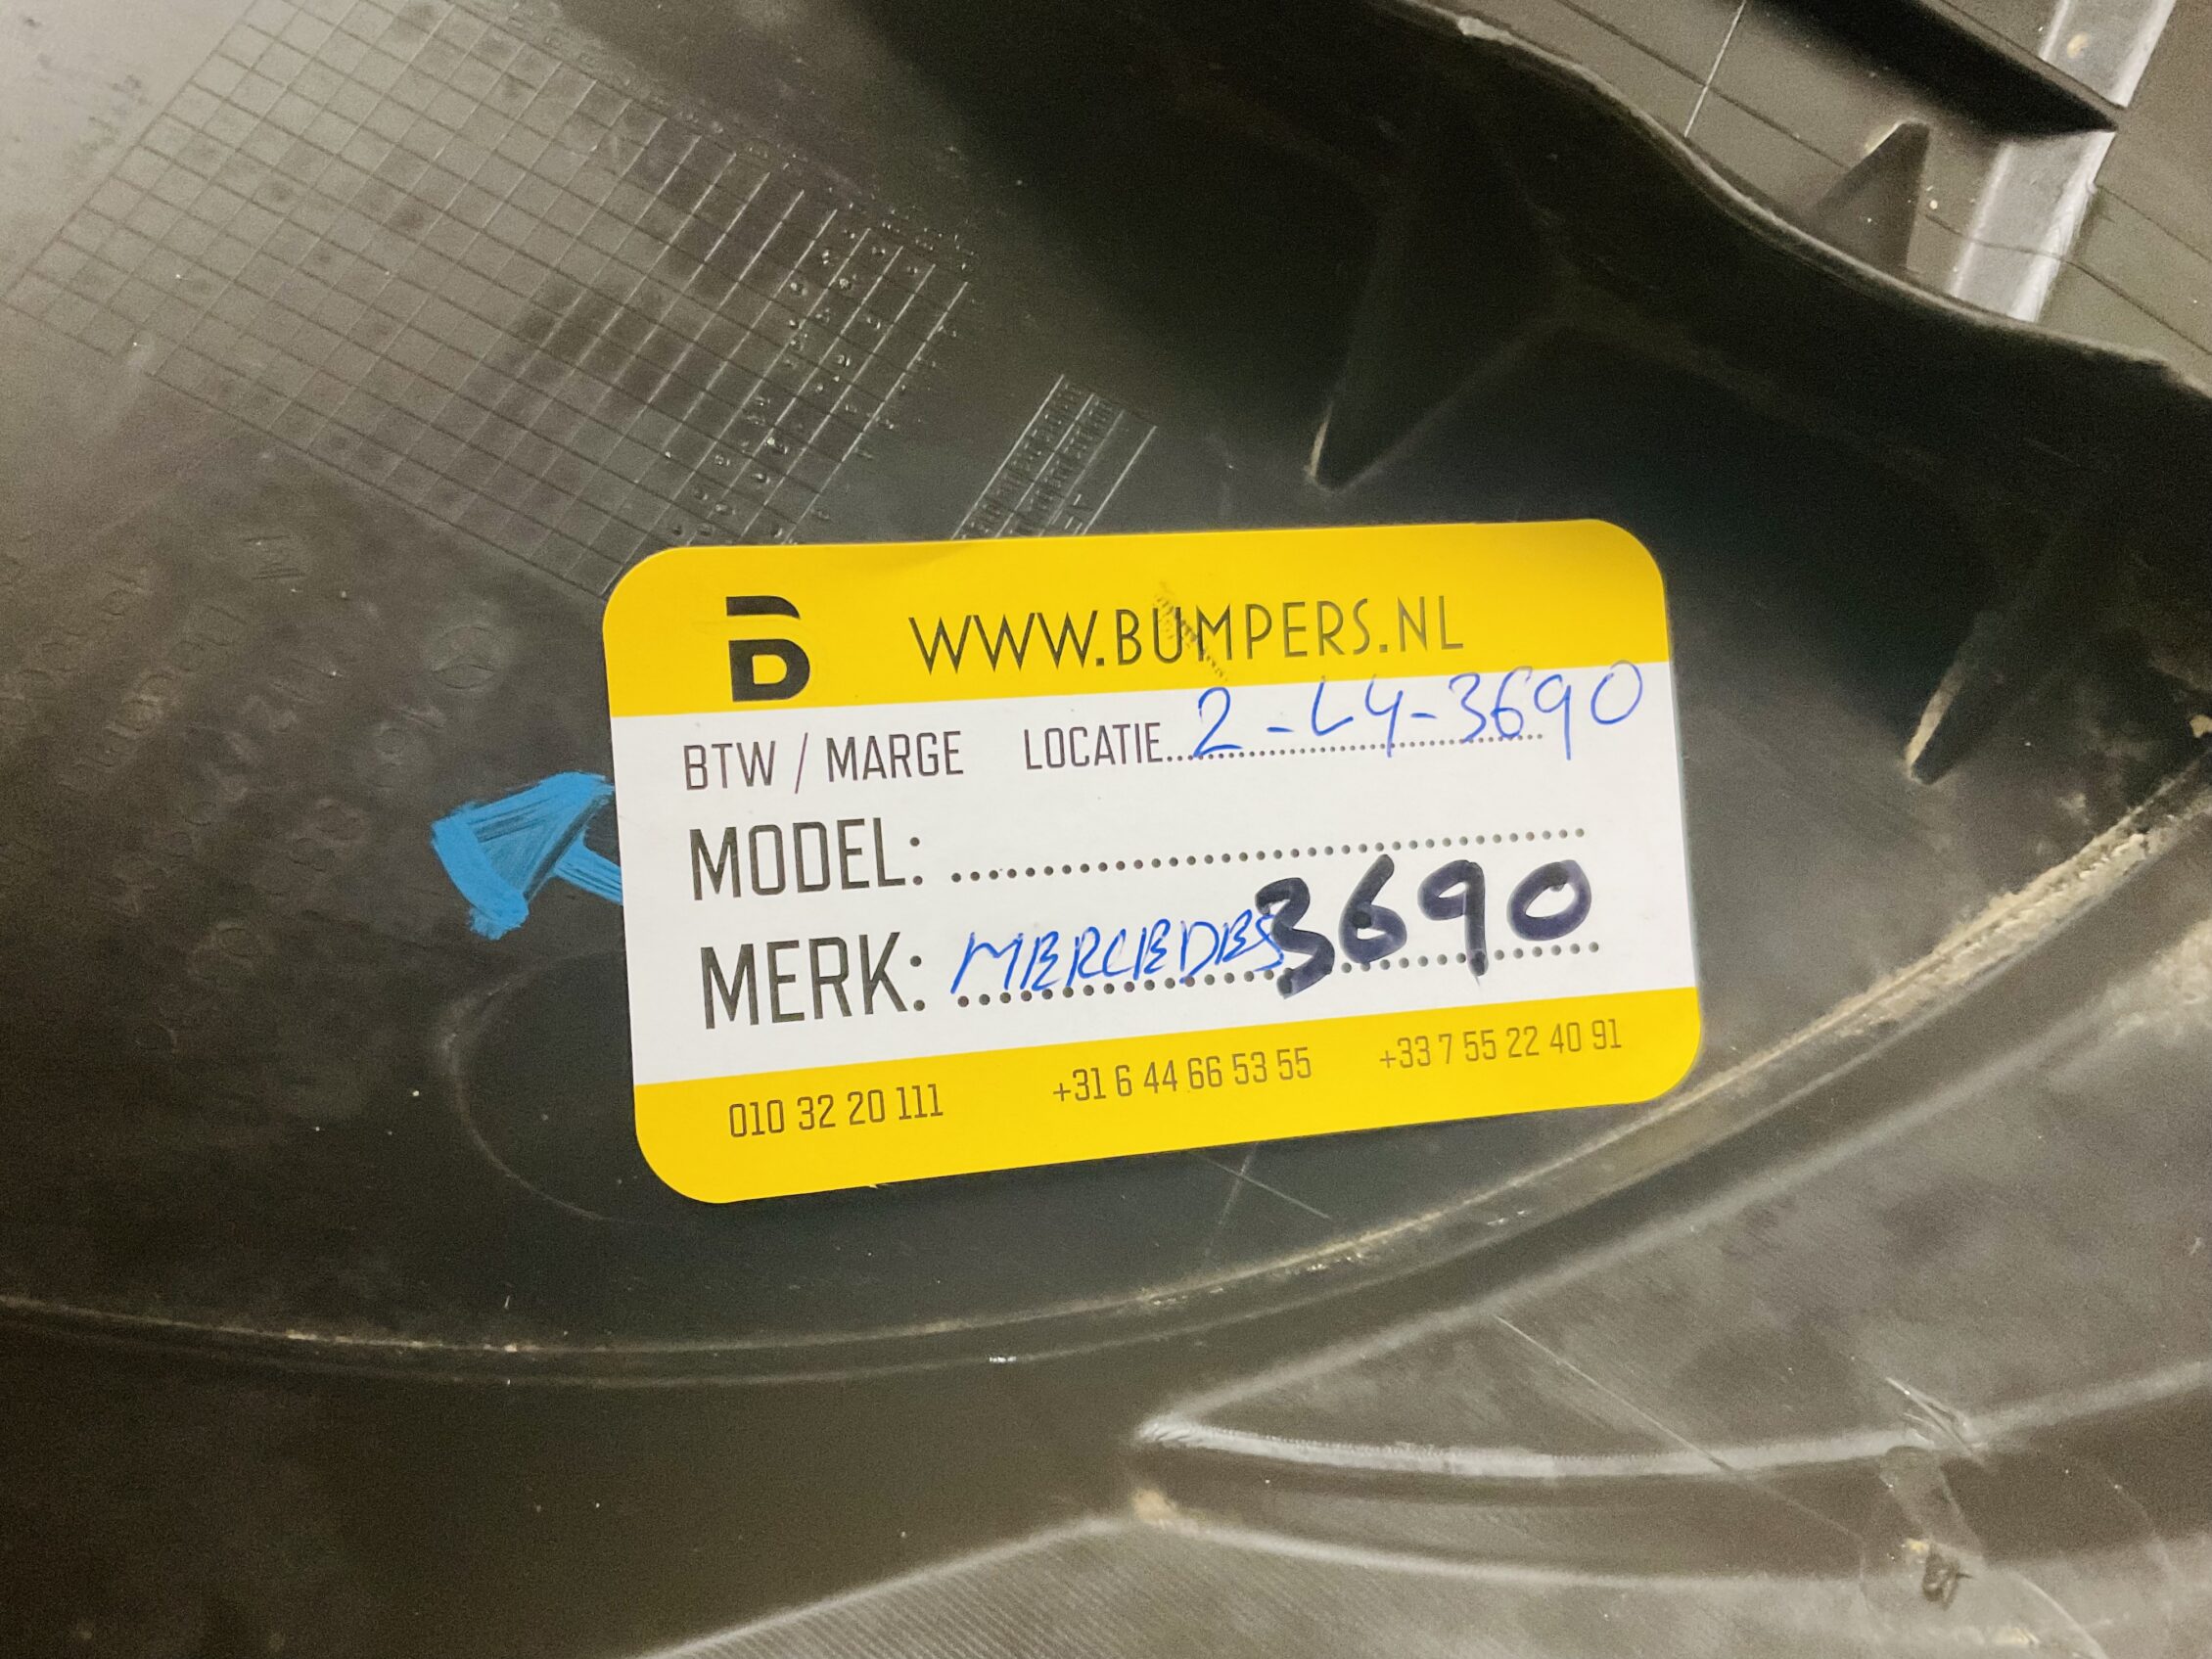 B WWW.BUMPERS.NL
BTW / MARGE LOCATIE 2-L4-3690
MODEL:
MERK: MERCEDES 3690
010 32 20 111 +31 6 44 66 53 55 +33 7 55 22 40 91